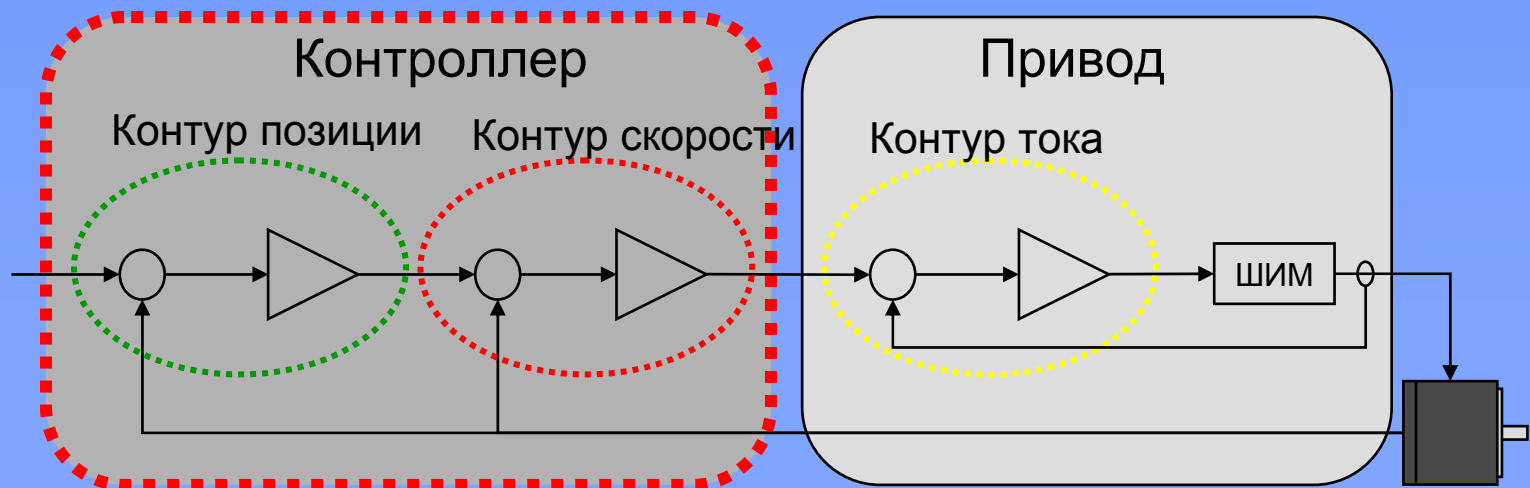 Контроллер
Привод
Контур позиции
Контур скорости
Контур тока
ШИМ